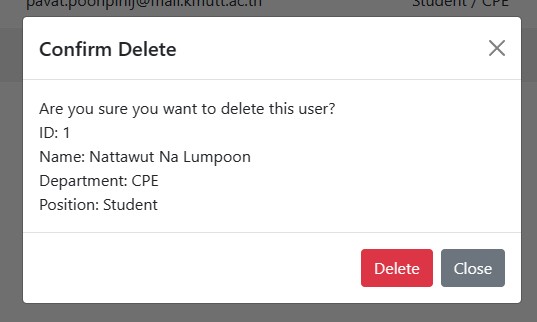 pavat.poonpinij@mail.kmutt.ac.th Student / CPE
Confirm Delete
Are you sure you want to delete this user?
ID: 1
Name: Nattawut Na Lumpoon
Department: CPE
Position: Student
Delete Close